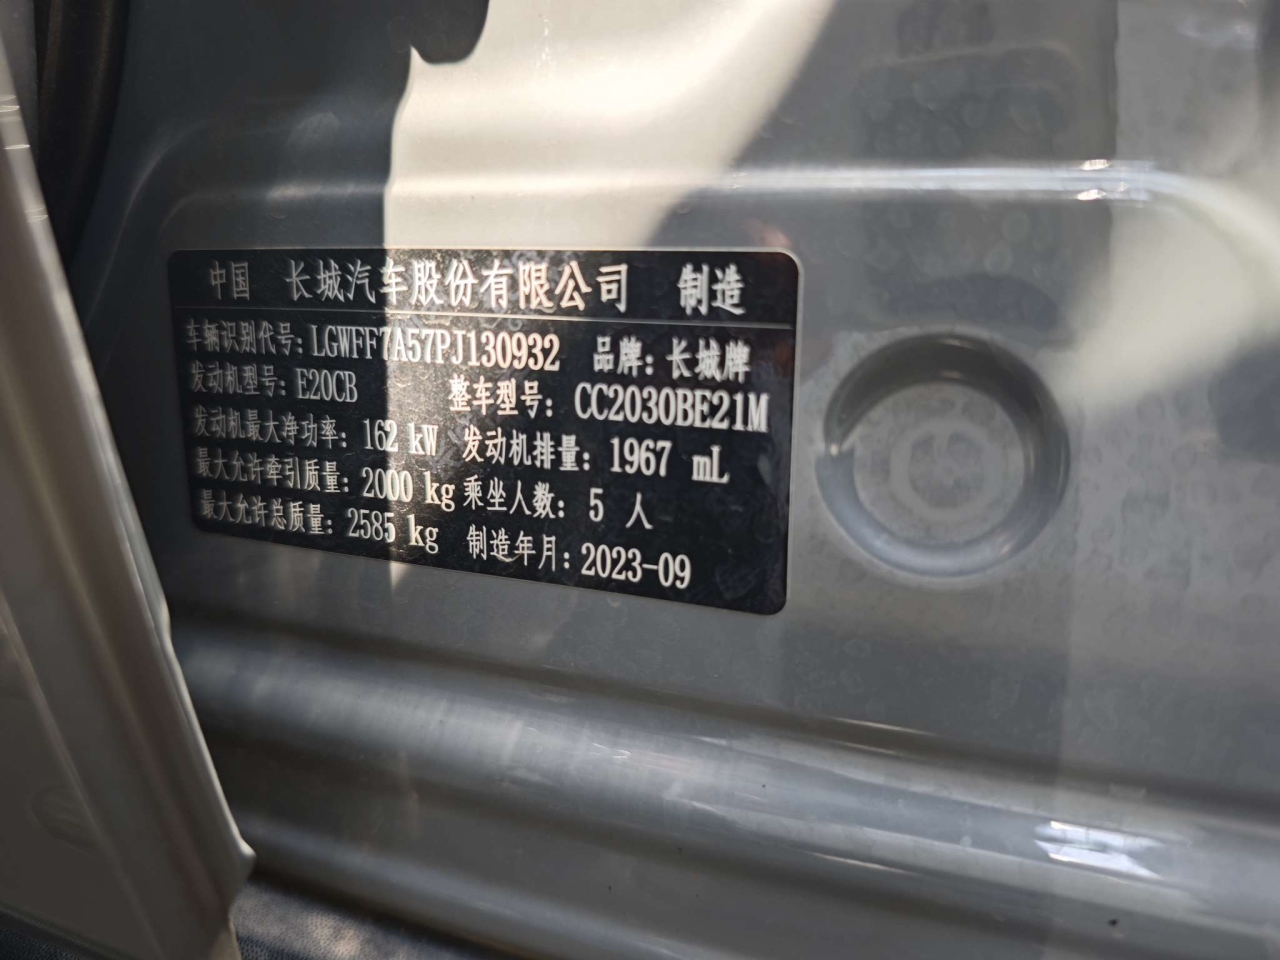 中国 长城汽车股份有限公司 制造
车辆识别代号: LGWFF7A57PJ130932 品牌: 长城牌
发动机型号: E20CB 整车型号: CC2030BE21M
发动机最大净功率: 162 kW 发动机排量: 1967 mL
最大允许牵引质量: 2000 kg 乘坐人数: 5 人
最大允许总质量: 2585 kg 制造年月: 2023-09